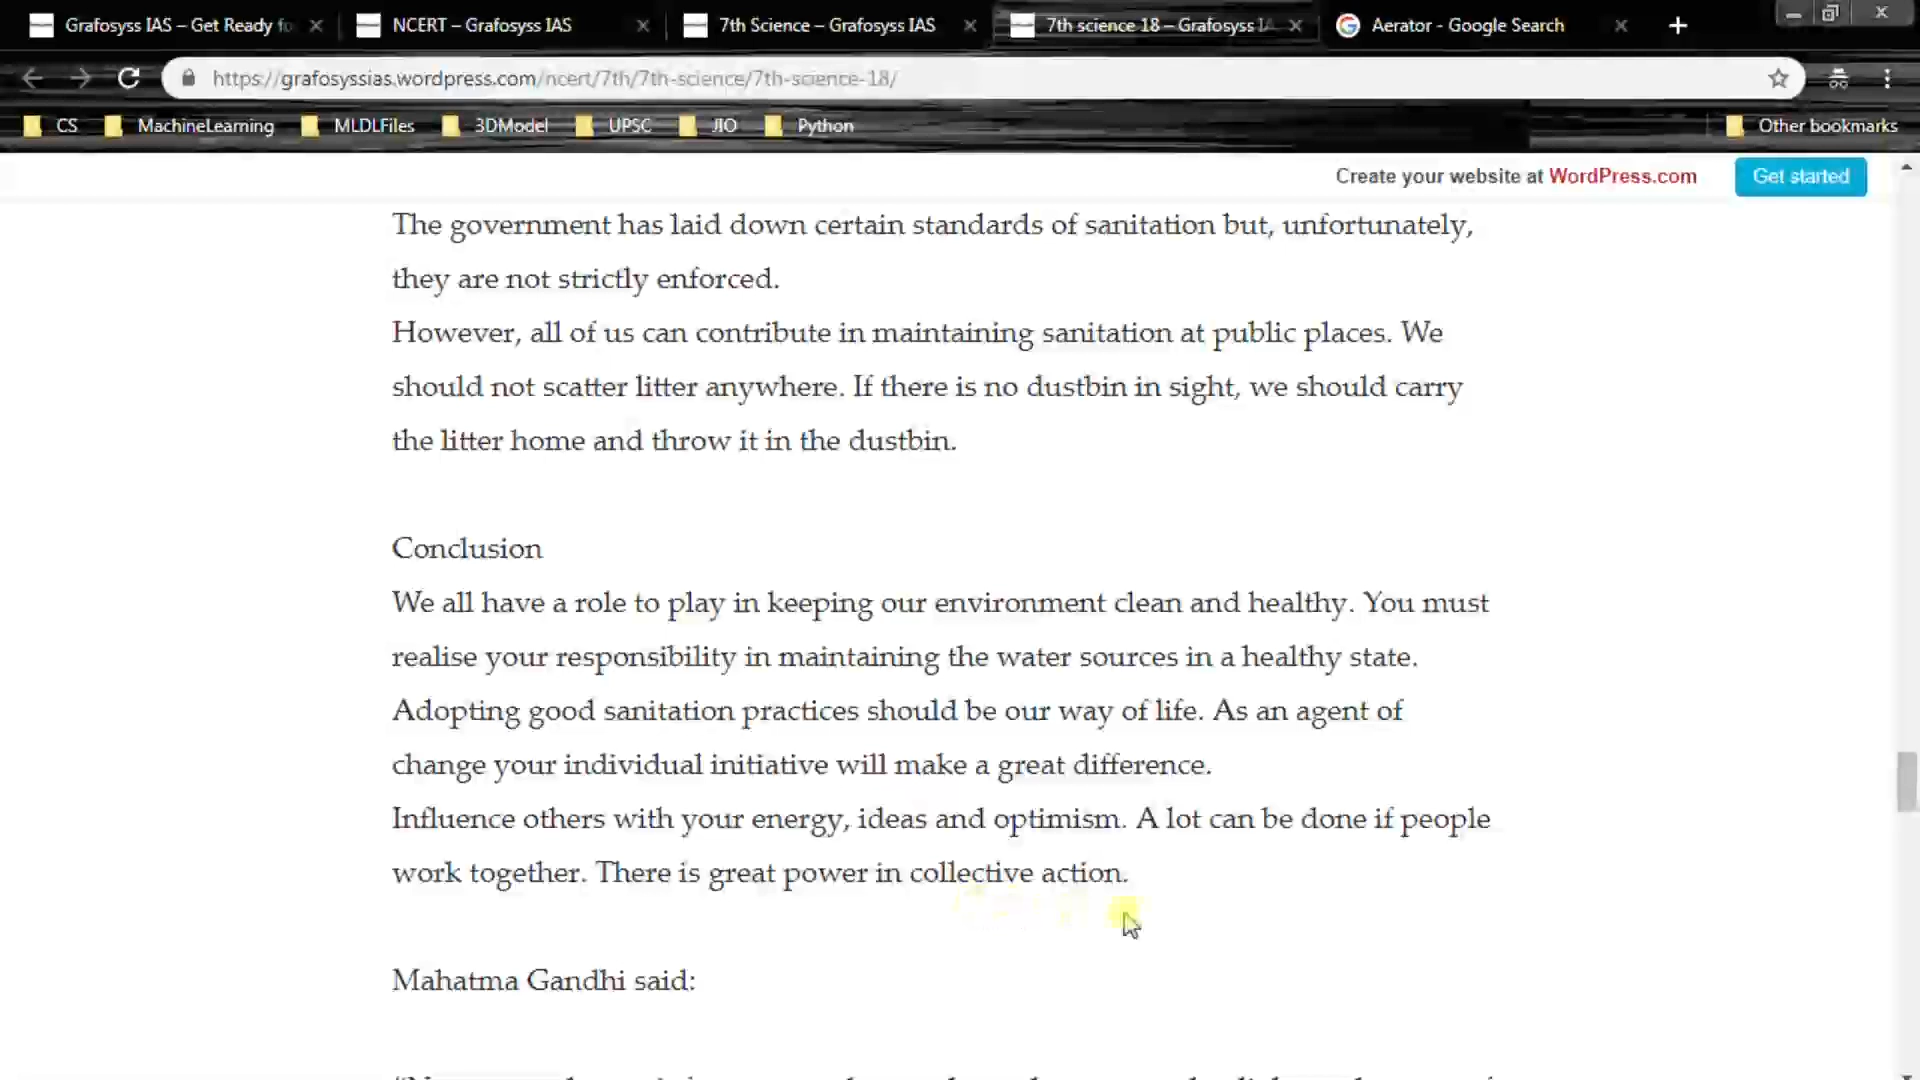 Grafosyss IAS – Get Ready fo
NCERT – Grafosyss IAS
7th Science – Grafosyss IAS
7th science 18 – Grafosyss IA
Aerator - Google Search
https://grafosyssias.wordpress.com/ncert/7th/7th-science/7th-science-18/
CS
MachineLearning
MLDLFiles
3DModel
UPSC
JIO
Python
Other bookmarks
Create your website at WordPress.com
Get started
The government has laid down certain standards of sanitation but, unfortunately,
they are not strictly enforced.
However, all of us can contribute in maintaining sanitation at public places. We
should not scatter litter anywhere. If there is no dustbin in sight, we should carry
the litter home and throw it in the dustbin.
Conclusion
We all have a role to play in keeping our environment clean and healthy. You must
realise your responsibility in maintaining the water sources in a healthy state.
Adopting good sanitation practices should be our way of life. As an agent of
change your individual initiative will make a great difference.
Influence others with your energy, ideas and optimism. A lot can be done if people
work together. There is great power in collective action.
Mahatma Gandhi said: